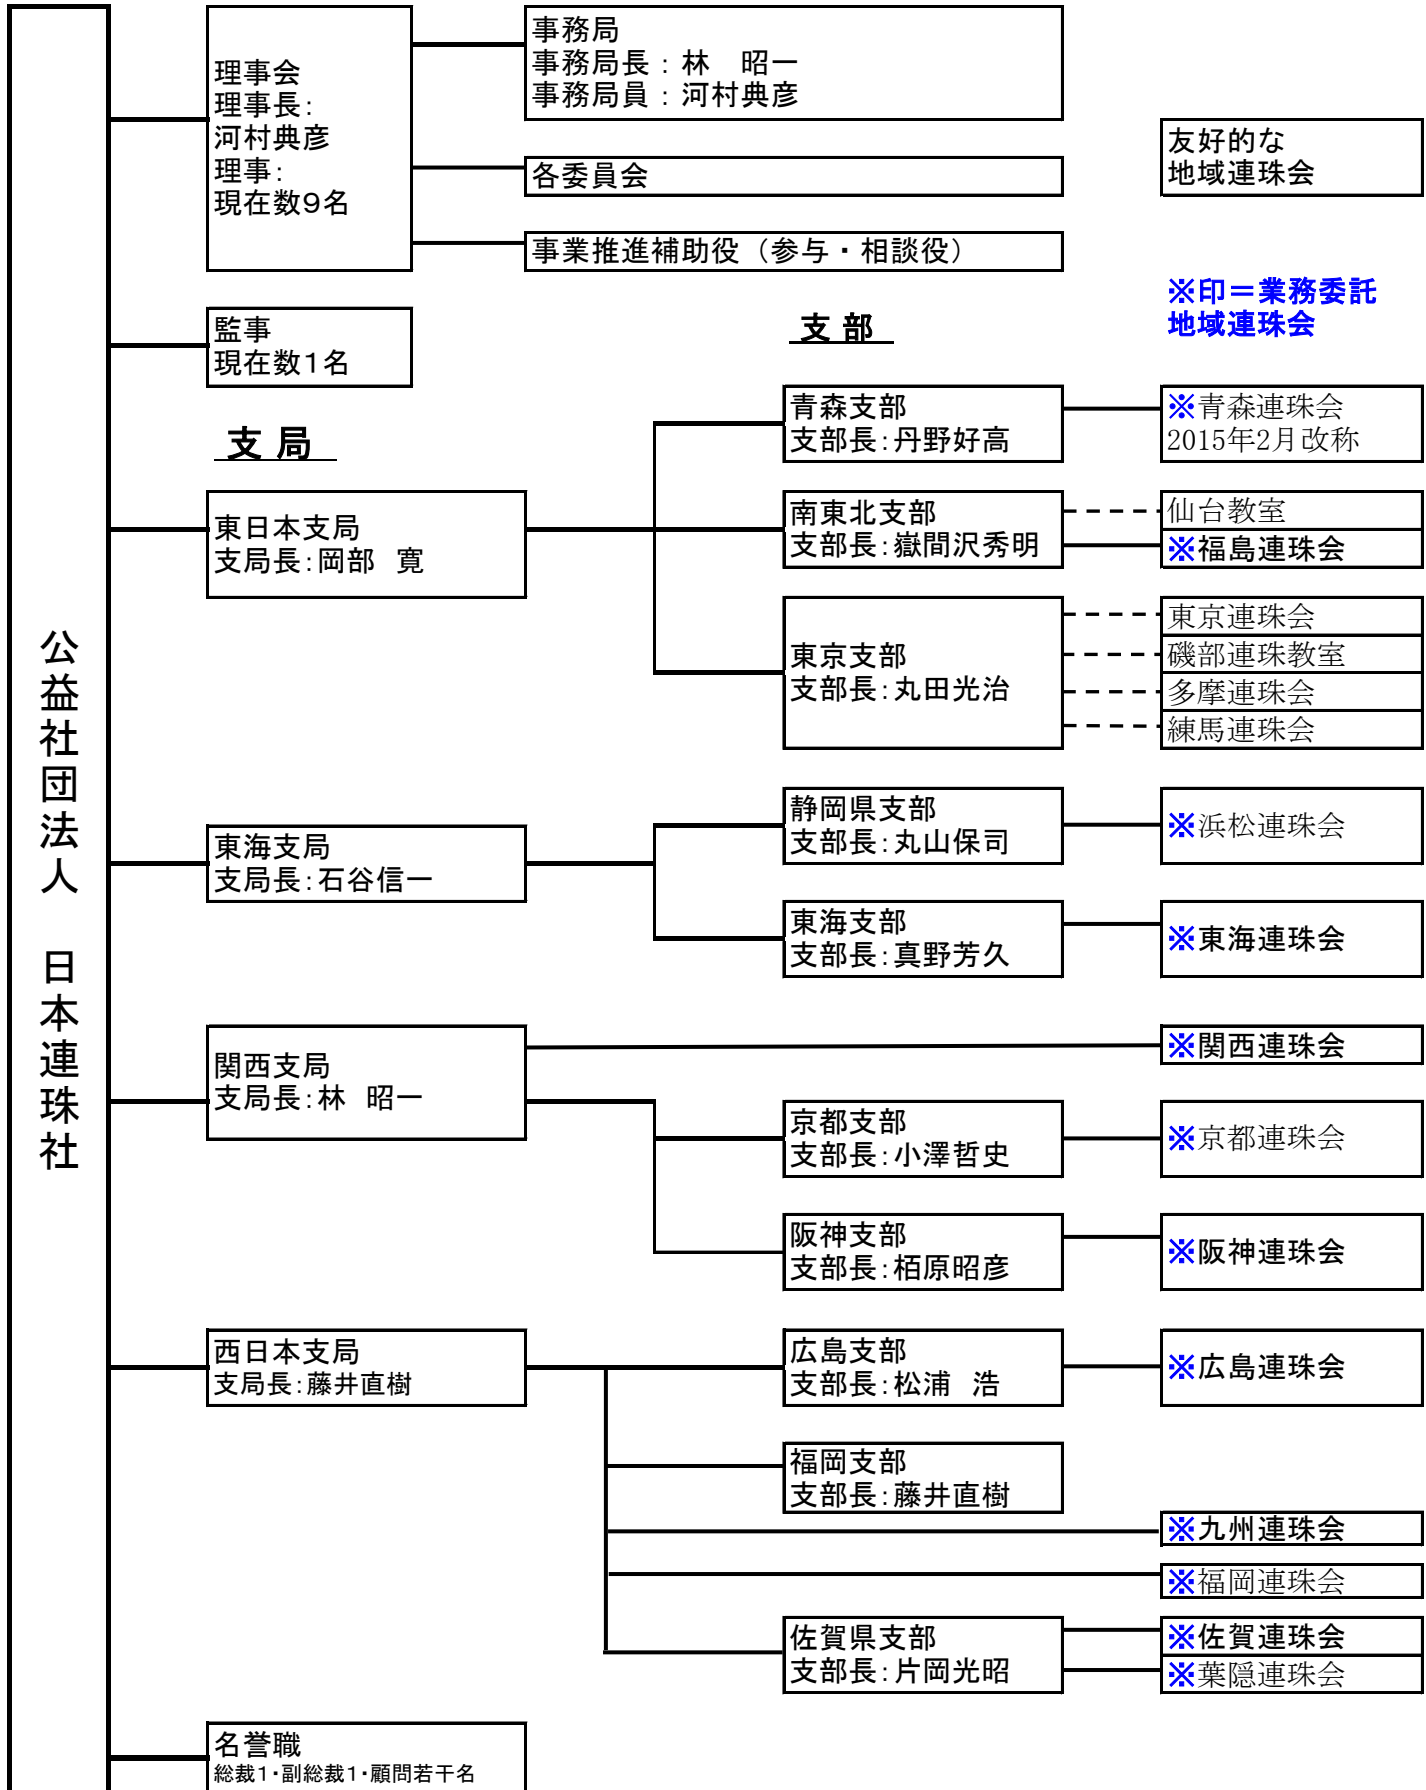 公益社団法人　日本連珠社
理事会
理事長：
河村典彦
理事：
現在数９名
事務局
事務局長：林　昭一
事務局員：河村典彦
各委員会
事業推進補助役（参与・相談役）
友好的な
地域連珠会
※印＝業務委託
地域連珠会
監事
現在数１名
支部
支局
東日本支局
支局長：岡部　寛
青森支部
支部長：丹野好高
※青森連珠会
2015年2月改称
南東北支部
支部長：嶽間沢秀明
仙台教室
※福島連珠会
東京支部
支部長：丸田光治
東京連珠会
磯部連珠教室
多摩連珠会
練馬連珠会
東海支局
支局長：石谷信一
静岡県支部
支部長：丸山保司
※浜松連珠会
東海支部
支部長：真野芳久
※東海連珠会
関西支局
支局長：林　昭一
※関西連珠会
京都支部
支部長：小澤哲史
※京都連珠会
阪神支部
支部長：栢原昭彦
※阪神連珠会
西日本支局
支局長：藤井直樹
広島支部
支部長：松浦　浩
※広島連珠会
福岡支部
支部長：藤井直樹
※九州連珠会
※福岡連珠会
佐賀県支部
支部長：片岡光昭
※佐賀連珠会
※葉隠連珠会
名誉職
総裁１・副総裁１・顧問若干名